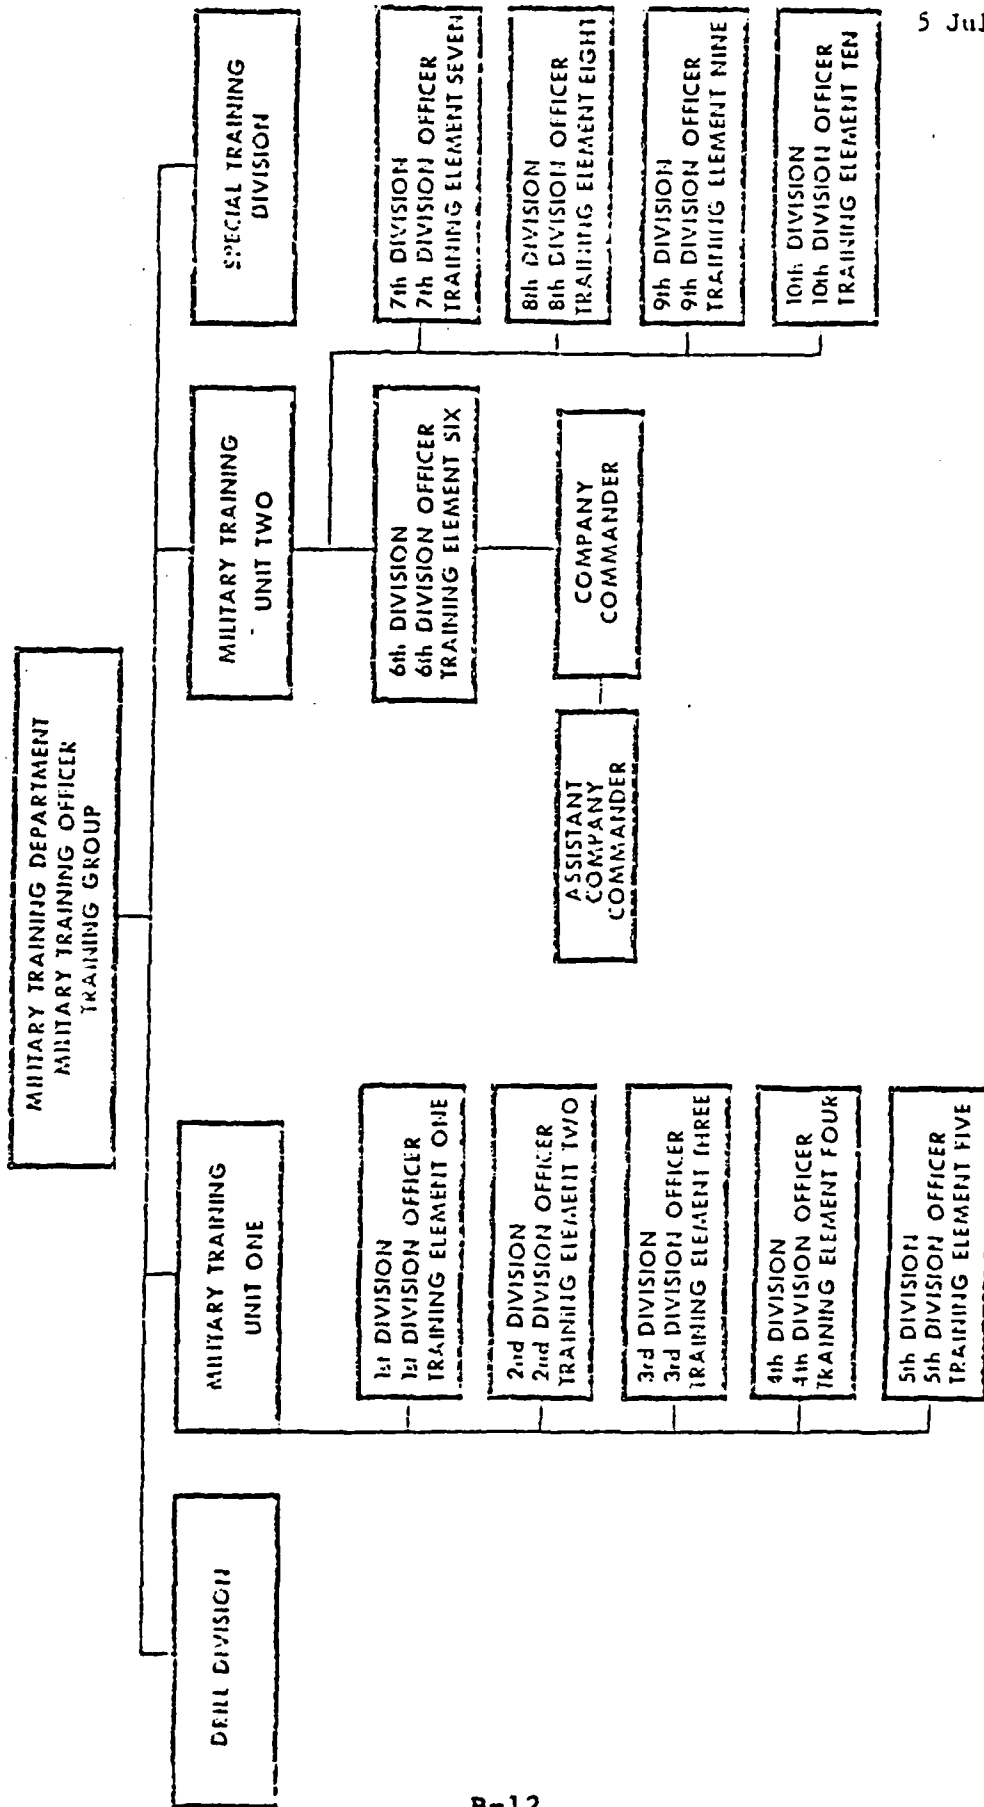 MILITARY TRAINING DEPARTMENT
MILITARY TRAINING OFFICER
TRAINING GROUP
DRILL DIVISION
MILITARY TRAINING
UNIT ONE
MILITARY TRAINING
UNIT TWO
SPECIAL TRAINING
DIVISION
1st DIVISION
1st DIVISION OFFICER
TRAINING ELEMENT ONE
2nd DIVISION
2nd DIVISION OFFICER
TRAINING ELEMENT TWO
3rd DIVISION
3rd DIVISION OFFICER
TRAINING ELEMENT THREE
4th DIVISION
4th DIVISION OFFICER
TRAINING ELEMENT FOUR
5th DIVISION
5th DIVISION OFFICER
TRAINING ELEMENT FIVE
6th DIVISION
6th DIVISION OFFICER
TRAINING ELEMENT SIX
COMPANY
COMMANDER
ASSISTANT
COMPANY
COMMANDER
7th DIVISION
7th DIVISION OFFICER
TRAINING ELEMENT SEVEN
8th DIVISION
8th DIVISION OFFICER
TRAINING ELEMENT EIGHT
9th DIVISION
9th DIVISION OFFICER
TRAINING ELEMENT NINE
10th DIVISION
10th DIVISION OFFICER
TRAINING ELEMENT TEN
5 Jul
B-12